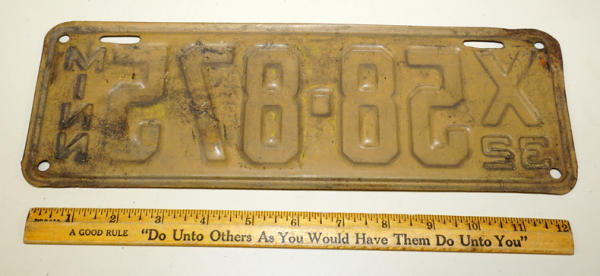 MINN
X58-875
32
1 2 3 4 5 6 7 8 9 10 11 12
A GOOD RULE "Do Unto Others As You Would Have Them Do Unto You"